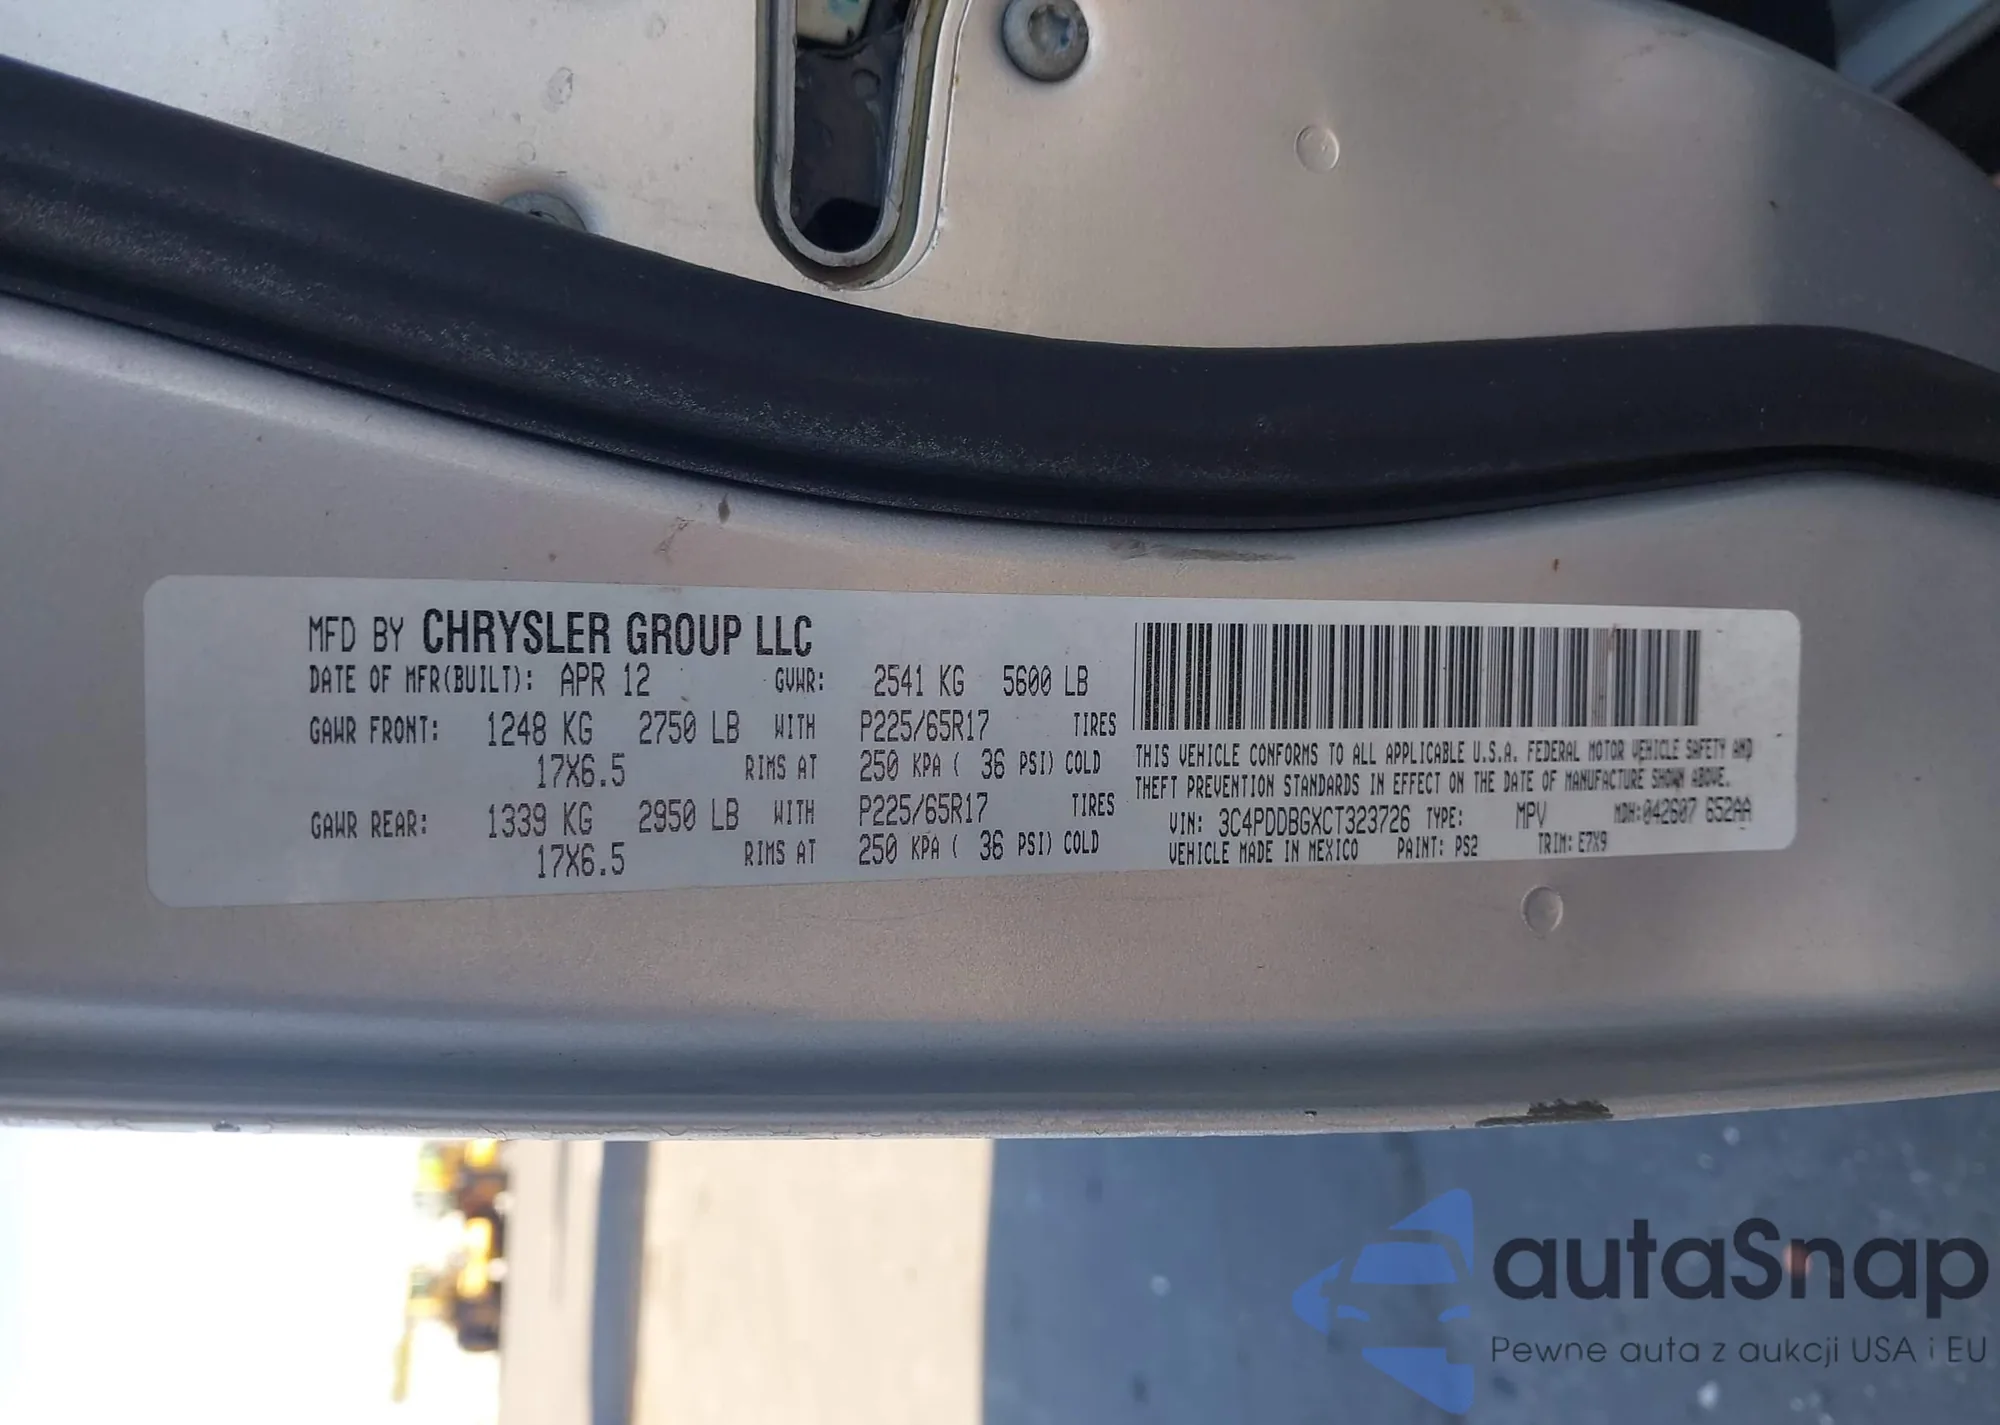 MFD BY CHRYSLER GROUP LLC
DATE OF MFR(BUILT): APR 12 GVWR: 2541 KG 5600 LB
GAWR FRONT: 1248 KG 2750 LB WITH P225/65R17 TIRES
17X6.5 RIMS AT 250 KPA ( 36 PSI) COLD
GAWR REAR: 1339 KG 2950 LB WITH P225/65R17 TIRES
17X6.5 RIMS AT 250 KPA ( 36 PSI) COLD
THIS VEHICLE CONFORMS TO ALL APPLICABLE U.S.A. FEDERAL MOTOR VEHICLE SAFETY AND
THEFT PREVENTION STANDARDS IN EFFECT ON THE DATE OF MANUFACTURE SHOWN ABOVE.
VIN: 3C4PDDBGXCT323726 TYPE: MPV MDH:042607 652AA
VEHICLE MADE IN MEXICO PAINT: PS2 TRIM: E7X9
autaSnap
Pewne auta z aukcji USA i EU